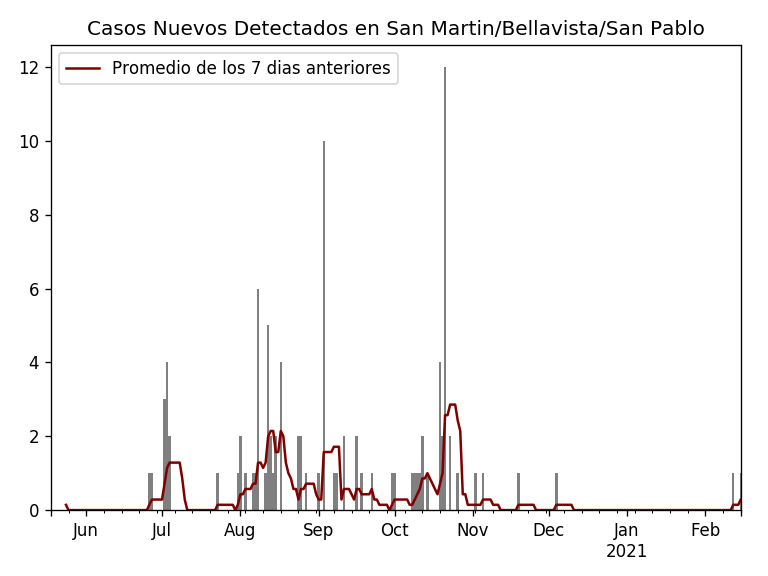 Casos Nuevos Detectados en San Martin/Bellavista/San Pablo
Promedio de los 7 dias anteriores
12
10
8
6
4
2
0
Jun Jul Aug Sep Oct Nov Dec Jan Feb
2021